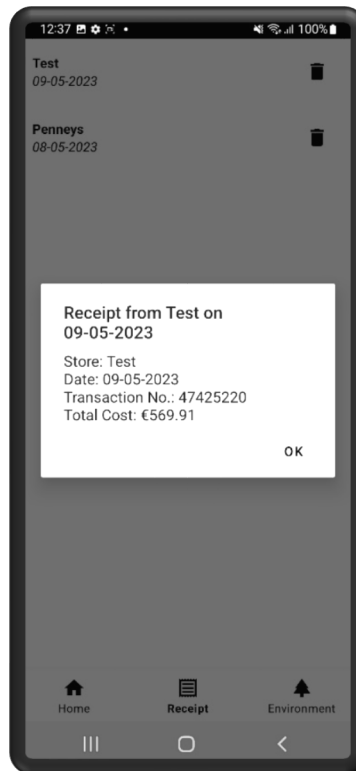 12:37 100%
Test
09-05-2023
Penneys
08-05-2023
Receipt from Test on
09-05-2023
Store: Test
Date: 09-05-2023
Transaction No.: 47425220
Total Cost: €569.91
OK
Home Receipt Environment